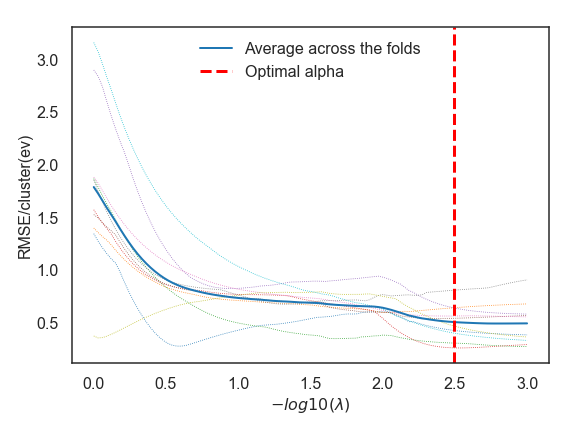 Average across the folds
Optimal alpha
RMSE/cluster(ev)
3.0
2.5
2.0
1.5
1.0
0.5
0.0 0.5 1.0 1.5 2.0 2.5 3.0
−log10(λ)